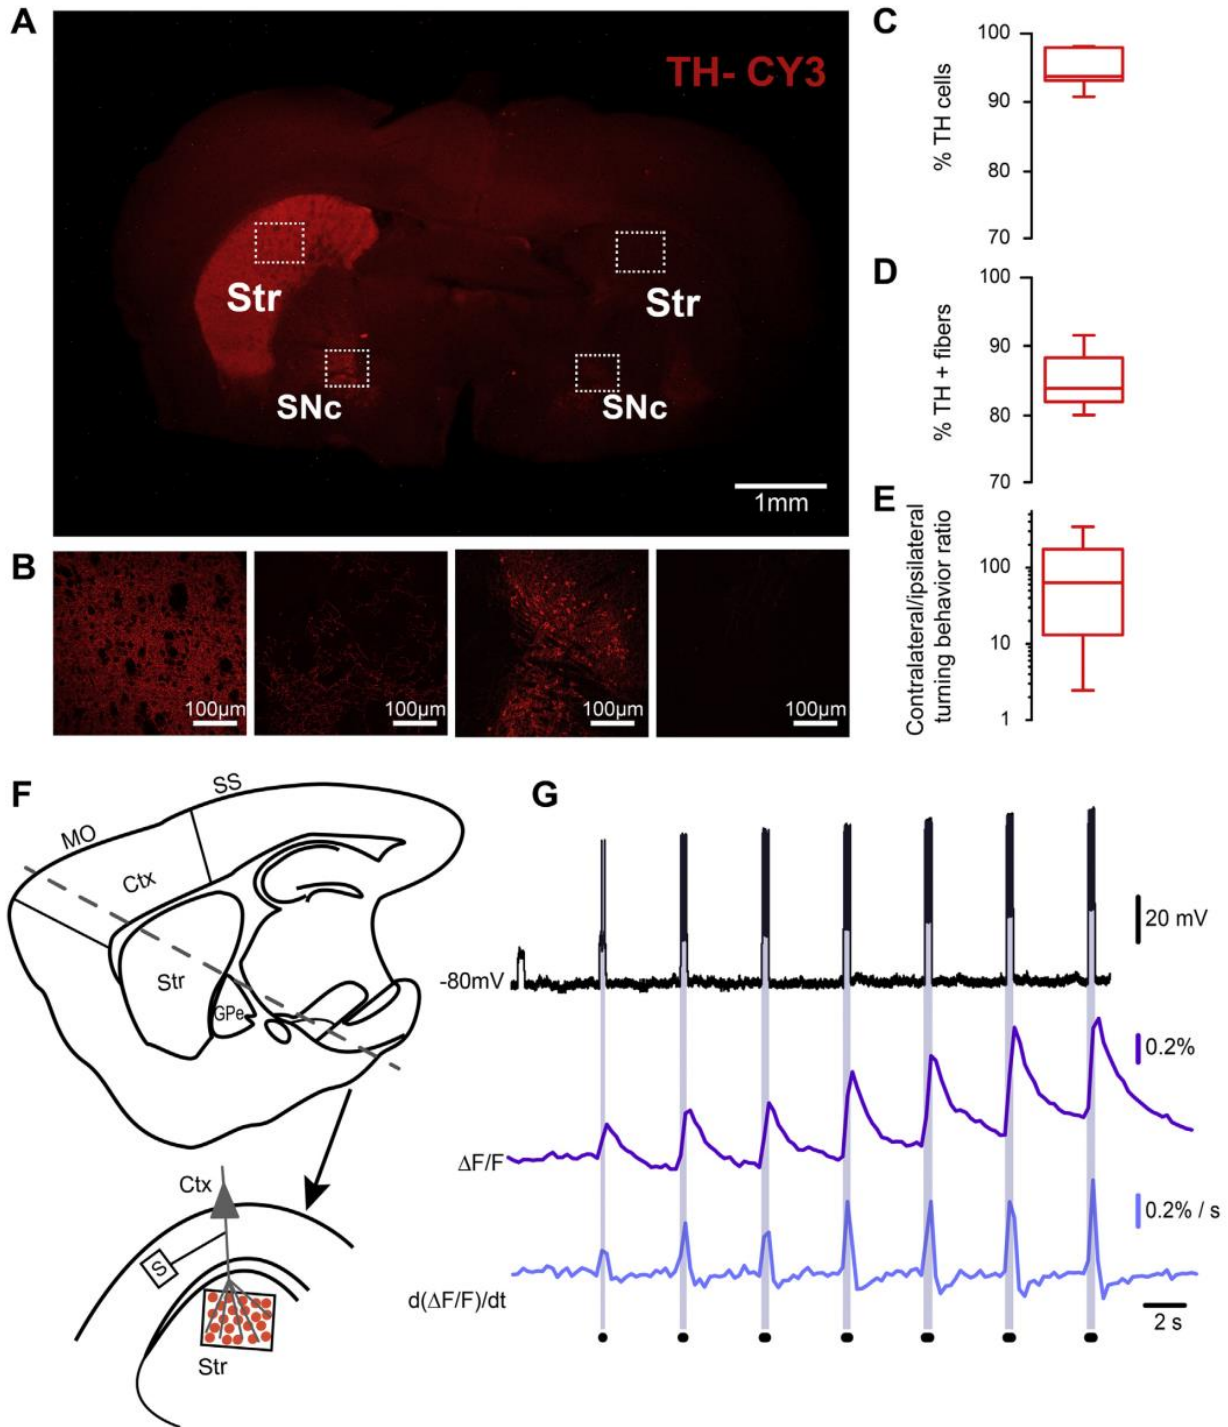 A
TH- CY3
Str
Str
SNc
SNc
1mm
B
100µm
100µm
100µm
100µm
C
% TH cells
100
90
80
70
D
% TH + fibers
100
90
80
70
E
Contralateral/ipsilateral
turning behavior ratio
100
10
1
F
SS
MO
Ctx
Str
GPe
Ctx
S
Str
G
20 mV
-80mV
0.2%
ΔF/F
0.2% / s
d(ΔF/F)/dt
2 s